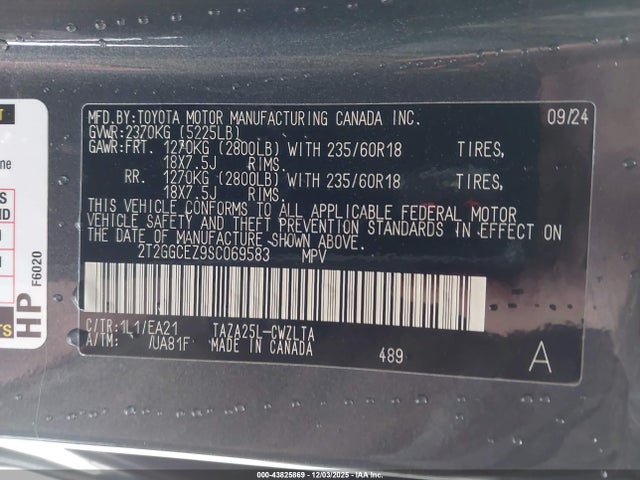 MFD.BY:TOYOTA MOTOR MANUFACTURING CANADA INC. 09/24
GVWR:2370KG (5225LB)
GAWR:FRT. 1270KG (2800LB) WITH 235/60R18 TIRES,
18X7.5J RIMS.
RR. 1270KG (2800LB) WITH 235/60R18 TIRES,
18X7.5J RIMS.
THIS VEHICLE CONFORMS TO ALL APPLICABLE FEDERAL MOTOR
VEHICLE SAFETY AND THEFT PREVENTION STANDARDS IN EFFECT ON
THE DATE OF MANUFACTURE SHOWN ABOVE.
2T2GGCEZ9SC069583 MPV
C/TR:1L1/EA21 TAZA25L-CWZLTA
A/TM: /UA81F MADE IN CANADA
489 A
HP
F6020
000-43825869 - 12/03/2025 - IAA Inc.